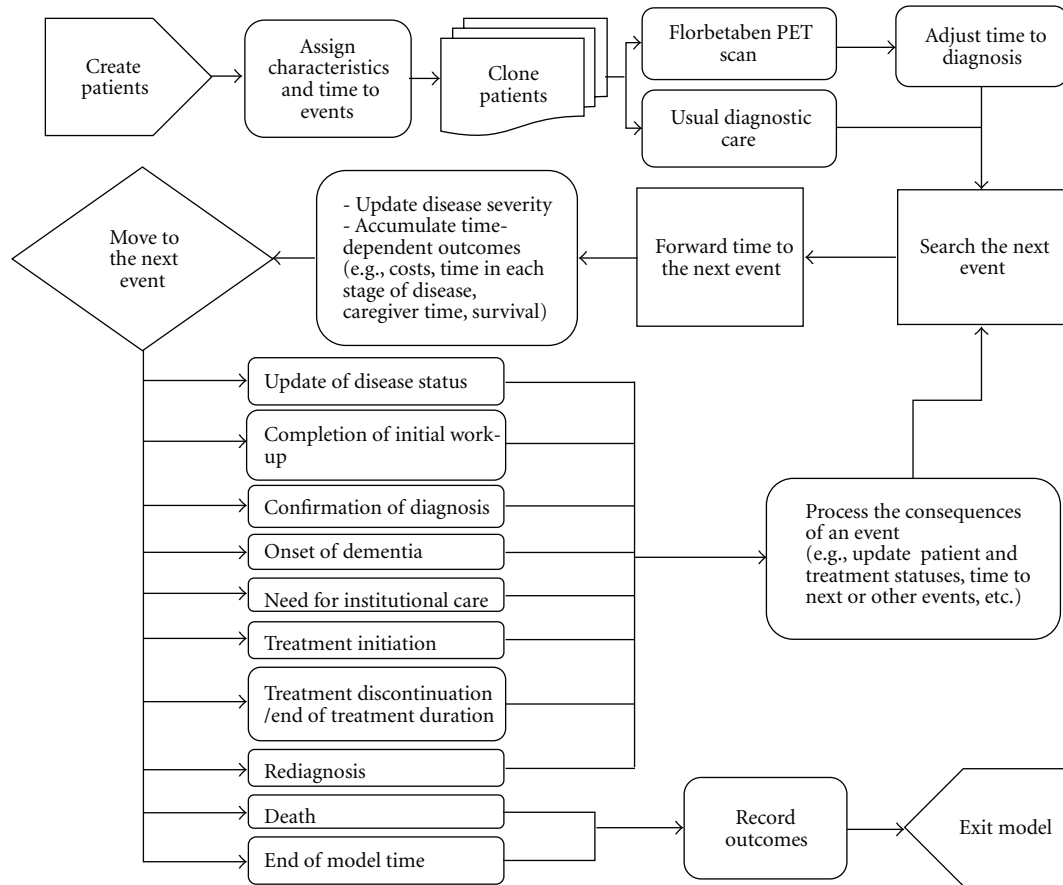 Create
patients
Assign
characteristics
and time to
events
Clone
patients
Florbetaben PET
scan
Usual diagnostic
care
Adjust time to
diagnosis
Search the next
event
Forward time to
the next event
- Update disease severity
- Accumulate time-
dependent outcomes
(e.g., costs, time in each
stage of disease,
caregiver time, survival)
Move to
the next
event
Update of disease status
Completion of initial work-
up
Confirmation of diagnosis
Onset of dementia
Need for institutional care
Treatment initiation
Treatment discontinuation
/end of treatment duration
Rediagnosis
Death
End of model time
Process the consequences
of an event
(e.g., update patient and
treatment statuses, time to
next or other events, etc.)
Record
outcomes
Exit model